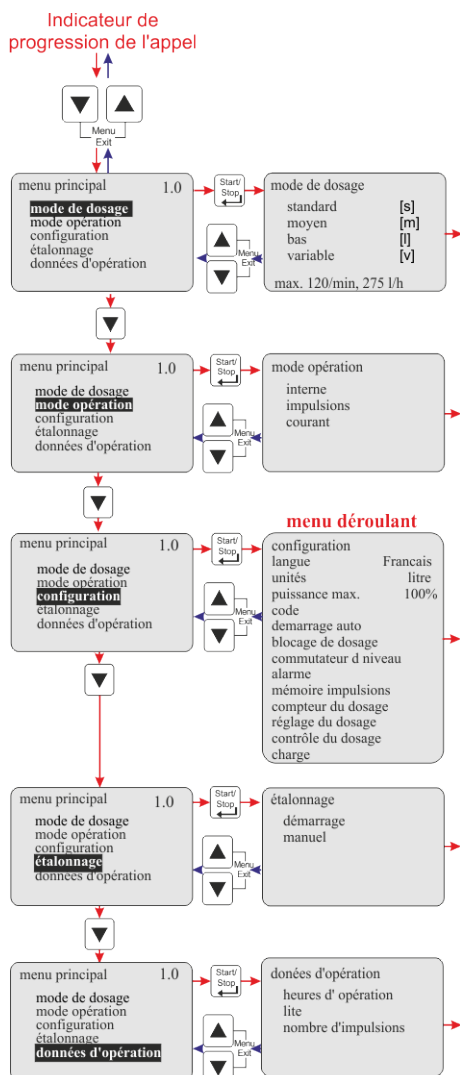 Indicateur de
progression de l'appel
Menu
Exit
menu principal 1.0
mode de dosage
mode opération
configuration
étalonnage
données d'opération
Start/
Stop
Menu
Exit
mode de dosage
standard [s]
moyen [m]
bas [l]
variable [v]
max. 120/min, 275 l/h
menu principal 1.0
mode de dosage
mode opération
configuration
étalonnage
données d'opération
Start/
Stop
Menu
Exit
mode opération
interne
impulsions
courant
menu principal 1.0
mode de dosage
mode opération
configuration
étalonnage
données d'opération
Start/
Stop
Menu
Exit
menu déroulant
configuration
langue Francais
unités litre
puissance max. 100%
code
demarrage auto
blocage de dosage
commutateur d niveau
alarme
mémoire impulsions
compteur du dosage
réglage du dosage
contrôle du dosage
charge
menu principal 1.0
mode de dosage
mode opération
configuration
étalonnage
données d'opération
Start/
Stop
Menu
Exit
étalonnage
démarrage
manuel
menu principal 1.0
mode de dosage
mode opération
configuration
étalonnage
données d'opération
Start/
Stop
Menu
Exit
donées d'opération
heures d' opération
lite
nombre d'impulsions